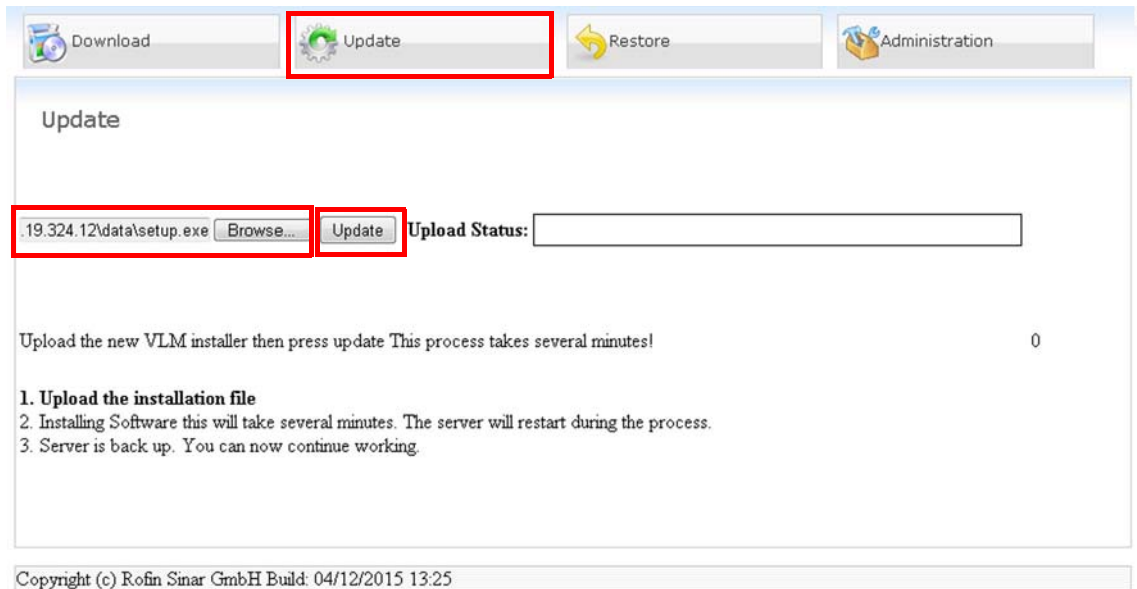 Download Update Restore Administration
Update
.19.324.12\data\setup.exe Browse... Update Upload Status:
Upload the new VLM installer then press update This process takes several minutes! 0
1. Upload the installation file
2. Installing Software this will take several minutes. The server will restart during the process.
3. Server is back up. You can now continue working.
Copyright (c) Rofin Sinar GmbH Build: 04/12/2015 13:25